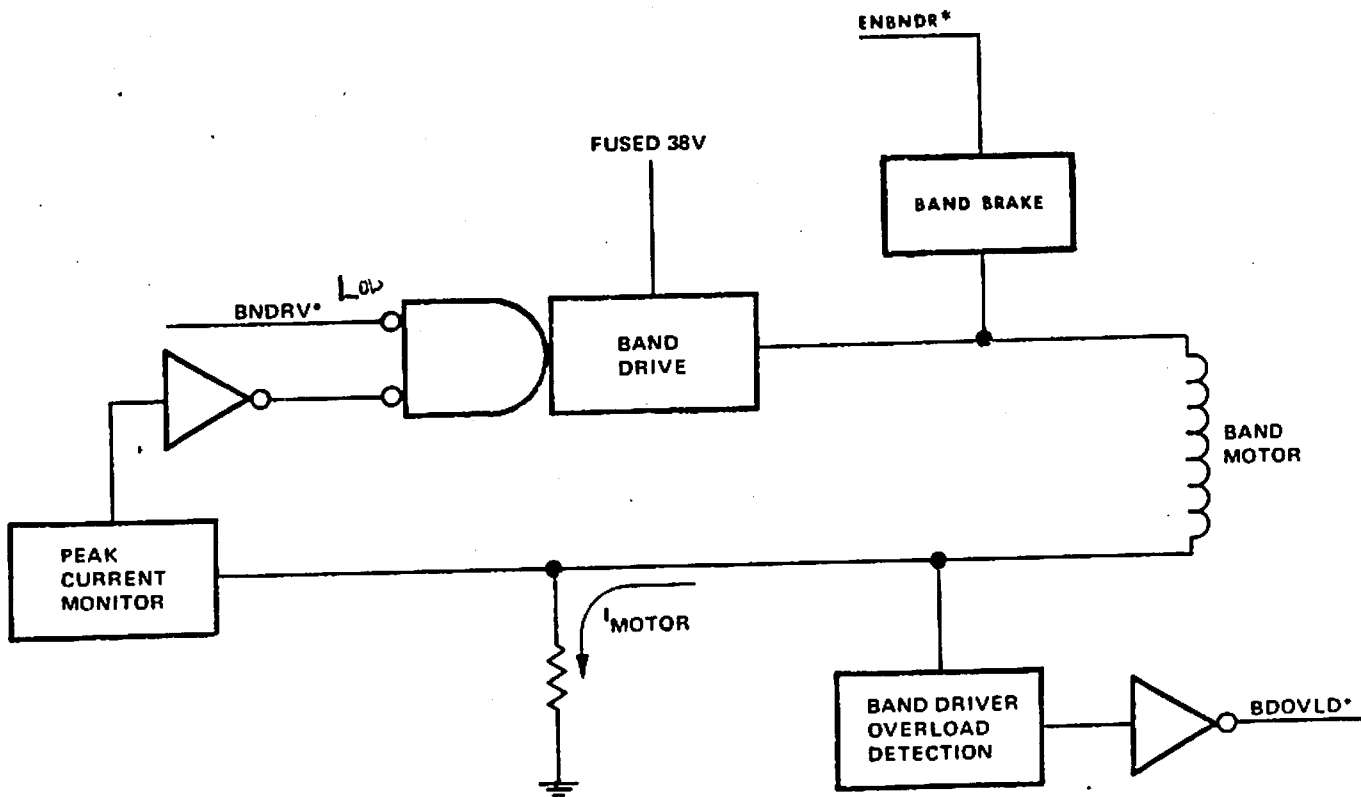 ENBNDR*
FUSED 38V
BAND BRAKE
Low
BNDRV*
BAND
DRIVE
BAND
MOTOR
PEAK
CURRENT
MONITOR
IMOTOR
BAND DRIVER
OVERLOAD
DETECTION
BDOVLD*